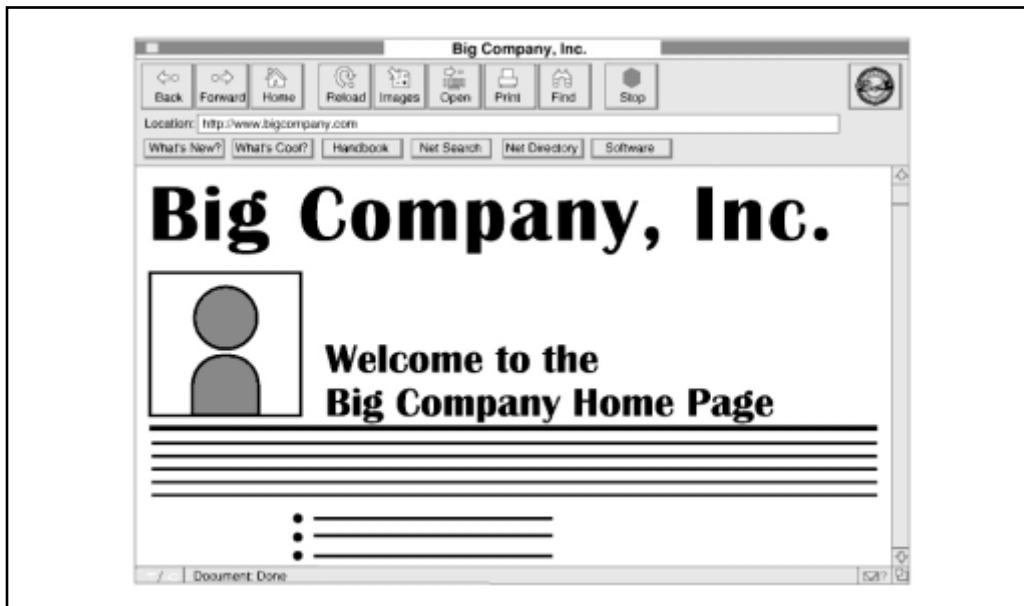 Big Company, Inc.
Back Forward Home Reload Images Open Print Find Stop
Location: http://www.bigcompany.com
What's New? What's Cool? Handbook Net Search Net Directory Software
Big Company, Inc.
Welcome to the
Big Company Home Page
Document: Done